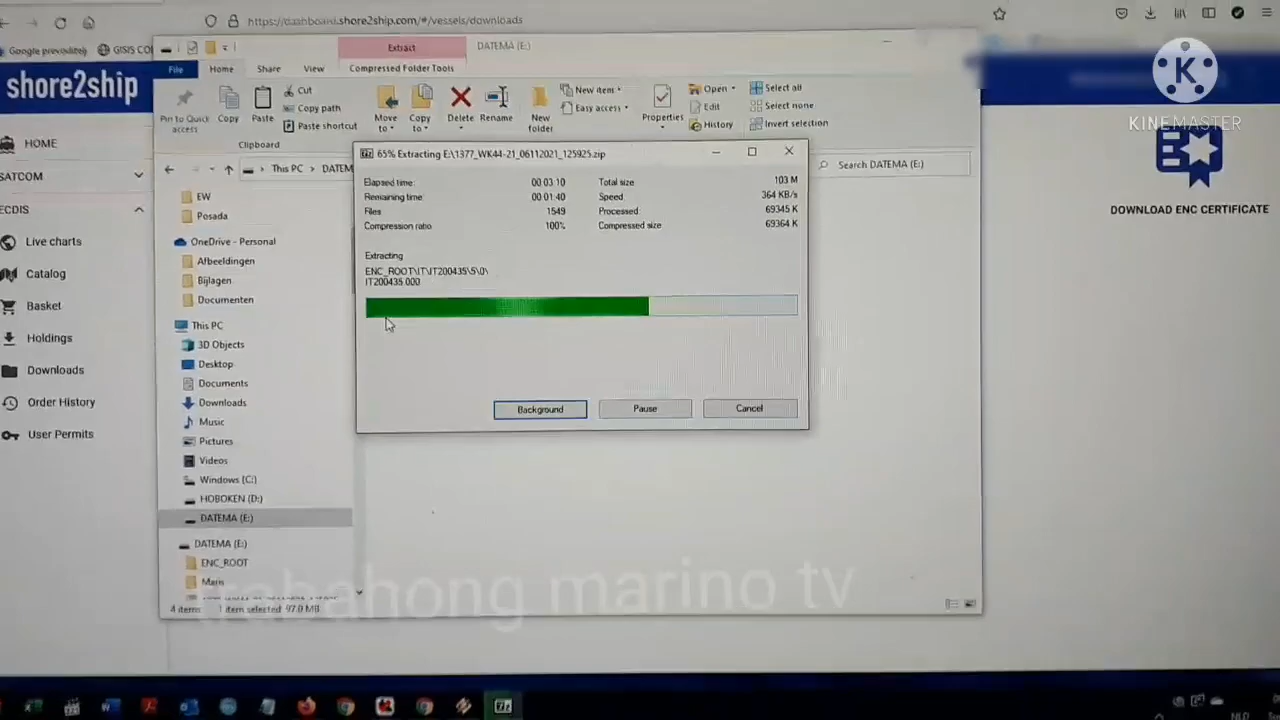 https://dashboard.shore2ship.com/#/vessels/downloads
Google prevoditelj
GISIS CO
shore2ship
Extract
DATEMA (E:)
File
Home
Share
View
Compressed Folder Tools
Pin to Quick access
Copy
Paste
Cut
Copy path
Paste shortcut
Clipboard
Move to
Copy to
Delete
Rename
New folder
New item
Easy access
Properties
Open
Edit
History
Select all
Select none
Invert selection
This PC
DATEM
Search DATEMA (E:)
KINEMASTER
DOWNLOAD ENC CERTIFICATE
HOME
SATCOM
ECDIS
Live charts
Catalog
Basket
Holdings
Downloads
Order History
User Permits
EW
Posada
OneDrive - Personal
Afbeeldingen
Bijlagen
Documenten
This PC
3D Objects
Desktop
Documents
Downloads
Music
Pictures
Videos
Windows (C:)
HOBOKEN (D:)
DATEMA (E:)
DATEMA (E:)
ENC_ROOT
Maris
4 items
1 item selected 97.0 MB
65% Extracting E:\1377_WK44-21_06112021_125925.zip
Elapsed time: 00:03:10 Total size 103 M
Remaining time: 00:01:40 Speed 364 KB/s
Files 1549 Processed 69345 K
Compression ratio 100% Compressed size 69364 K
Extracting
ENC_ROOT\IT\IT200435\5\0\
IT200435.000
Background
Pause
Cancel
trabahong marino tv